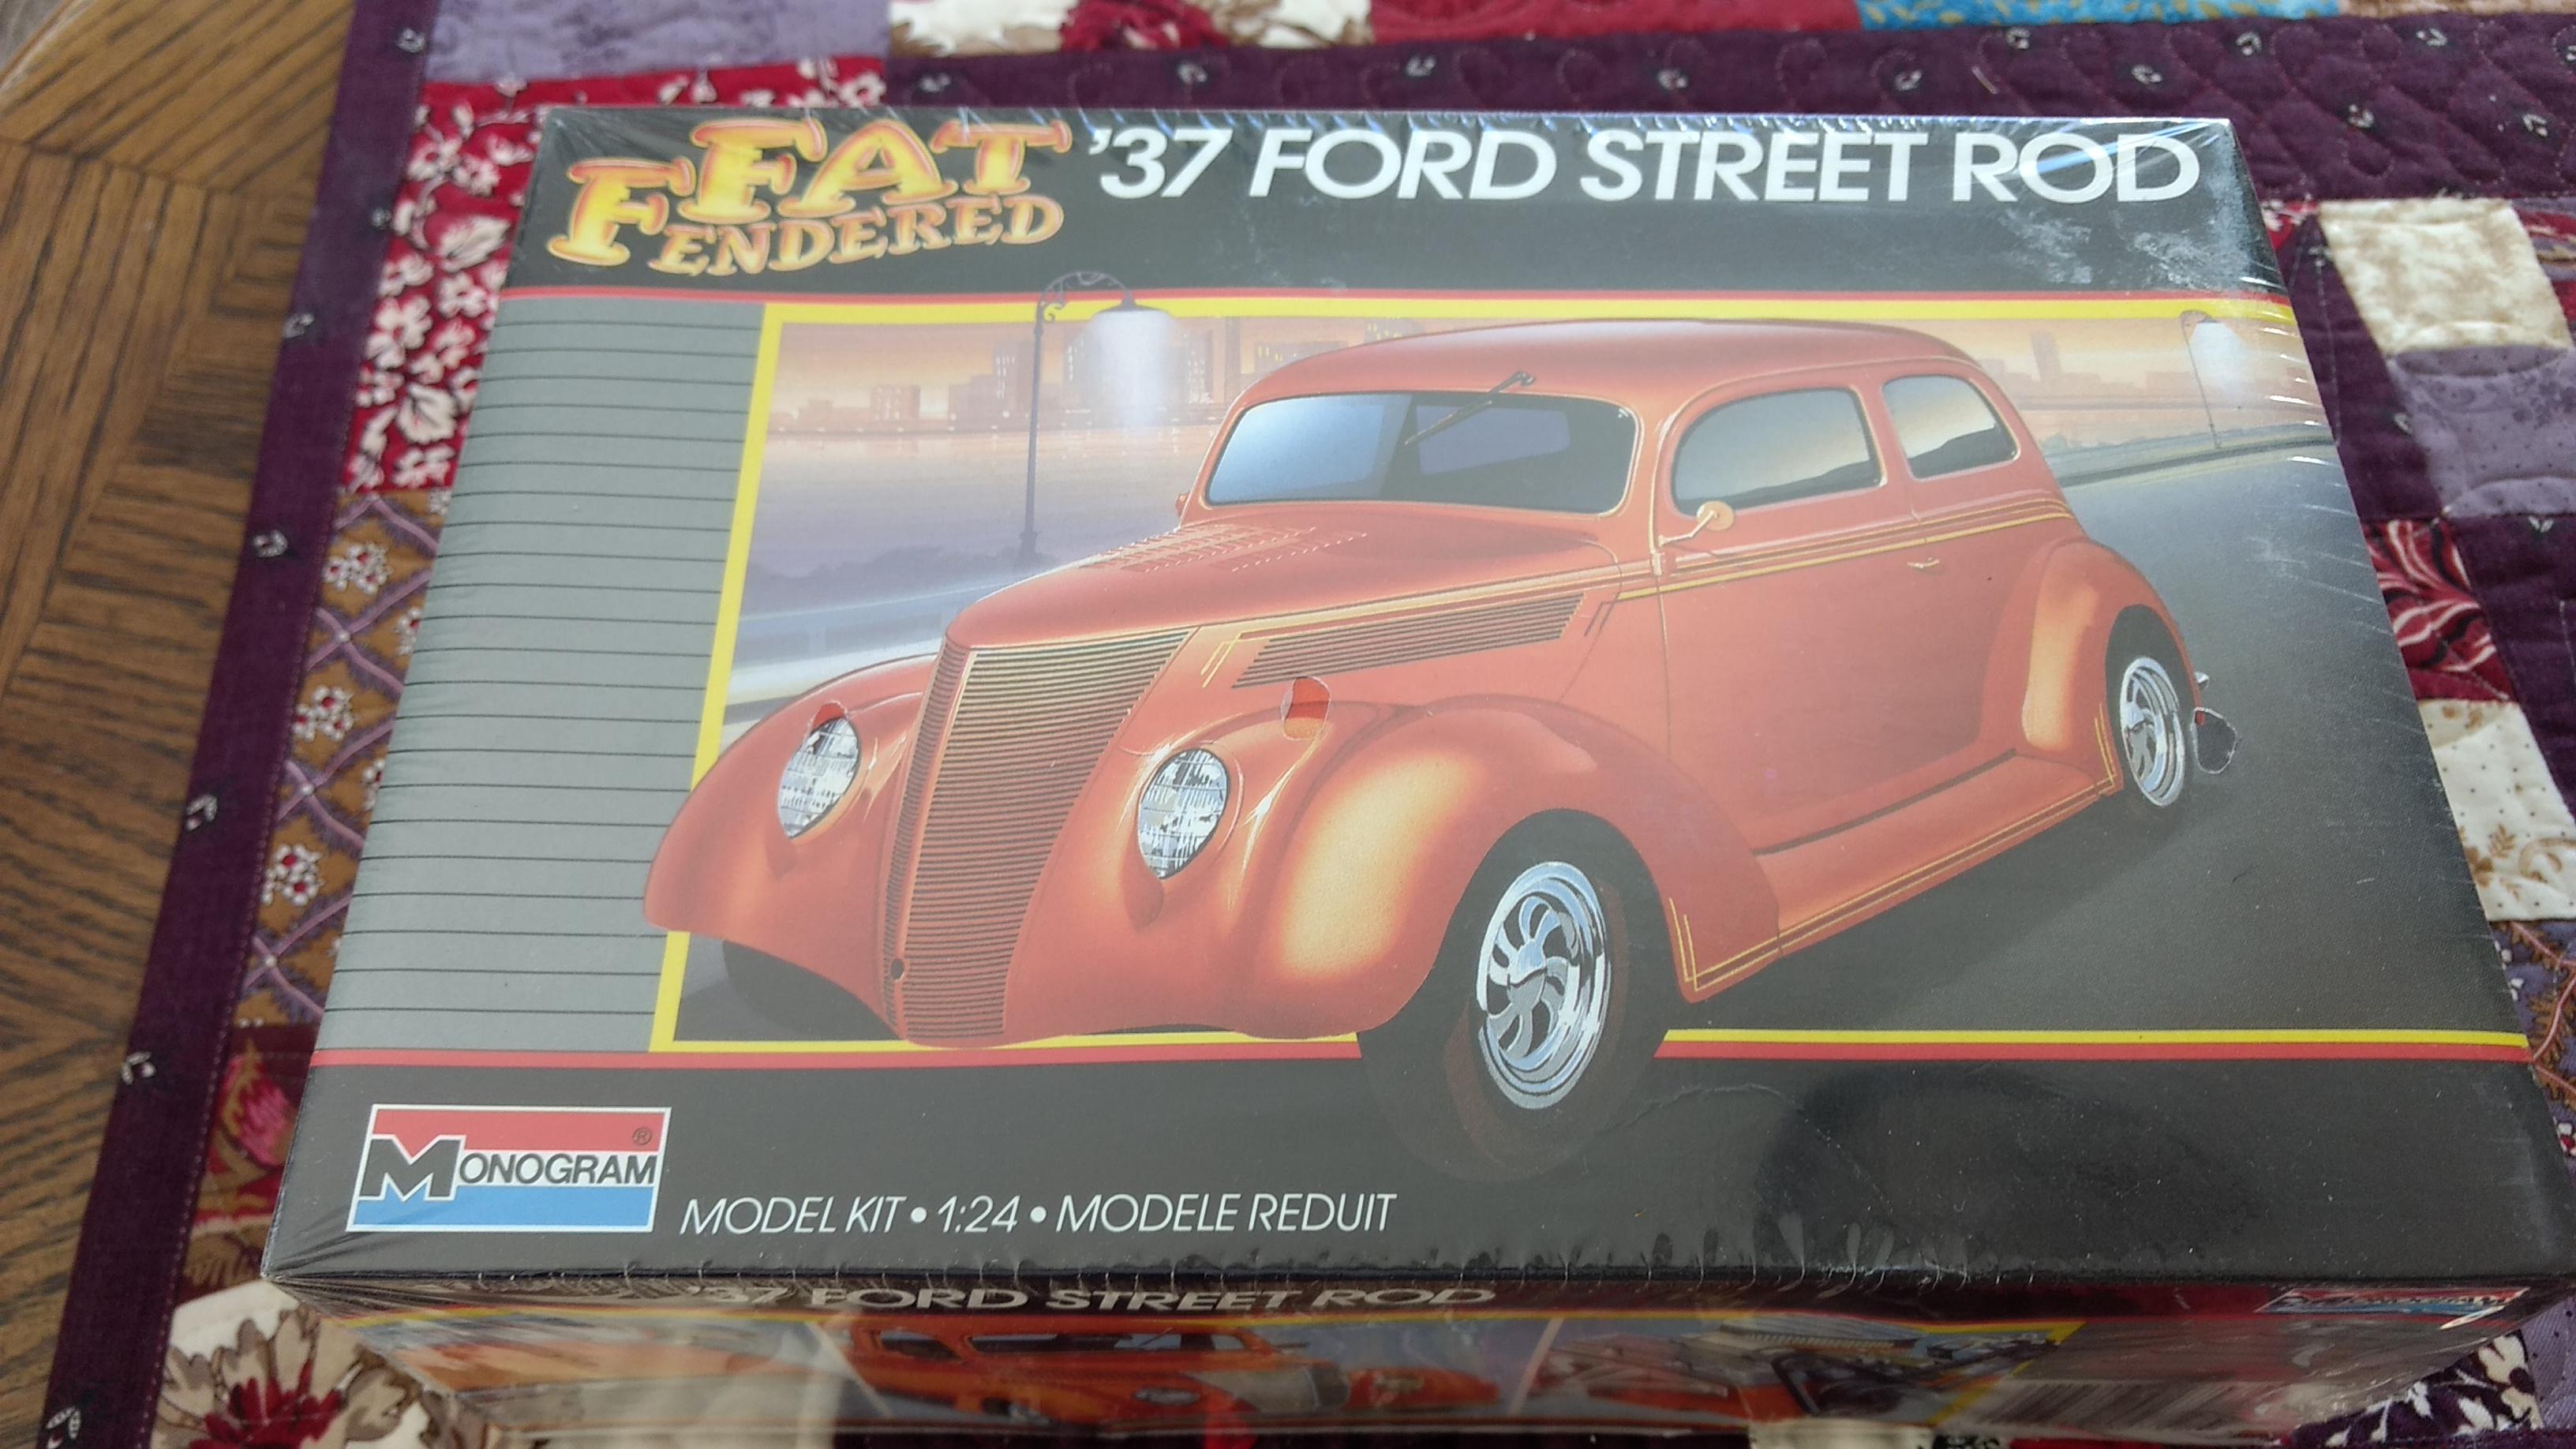 FAT FENDERED
'37 FORD STREET ROD
MONOGRAM®
MODEL KIT • 1:24 • MODELE REDUIT
'37 FORD STREET ROD